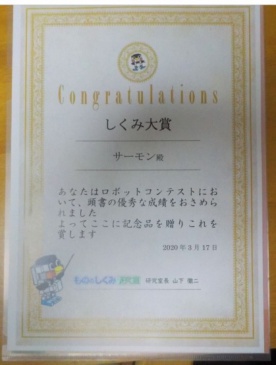 Congratulations
しくみ大賞
サーモン殿
あなたはロボットコンテストにお
いて、頭書の優秀な成績をおさめら
れました
よってここに記念品を贈りこれを
賞します
2020年3月17日
ものとしくみ 研究室長 山下